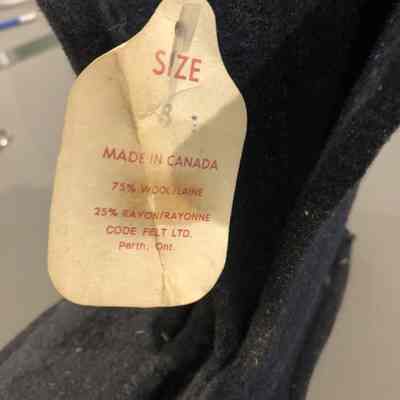 SIZE
8
MADE IN CANADA
75% WOOL/LAINE
25% RAYON/RAYONNE
CODE FELT LTD.
Perth, Ont.